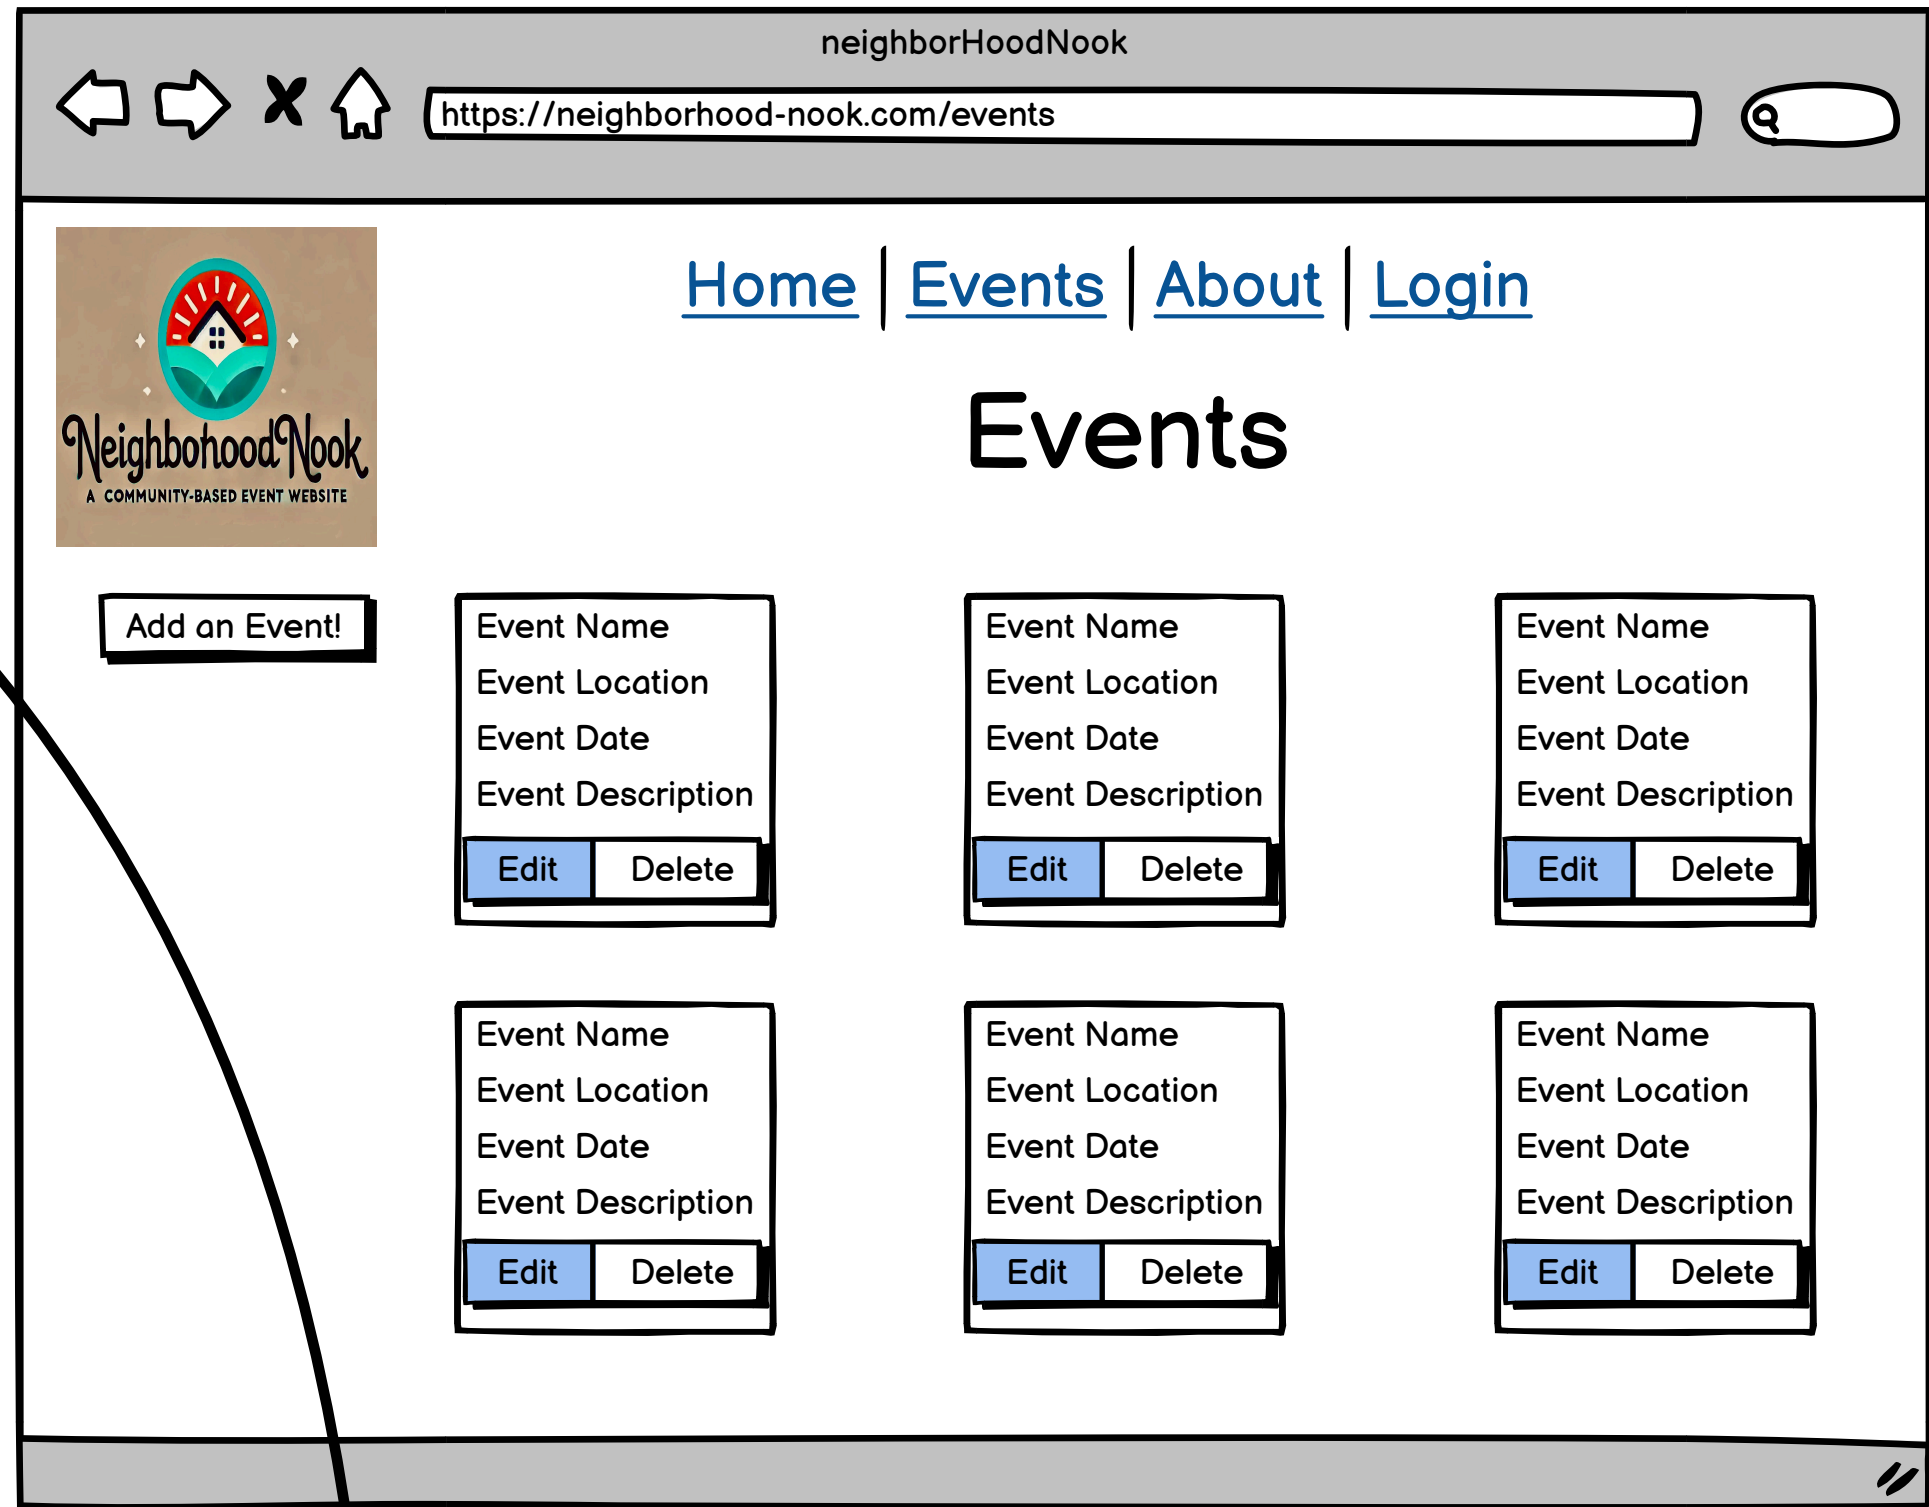 neighborHoodNook
https://neighborhood-nook.com/events
Home Events About Login
NeighbohoodNook
A COMMUNITY-BASED EVENT WEBSITE
Events
Add an Event!
Event Name
Event Location
Event Date
Event Description
Edit Delete
Event Name
Event Location
Event Date
Event Description
Edit Delete
Event Name
Event Location
Event Date
Event Description
Edit Delete
Event Name
Event Location
Event Date
Event Description
Edit Delete
Event Name
Event Location
Event Date
Event Description
Edit Delete
Event Name
Event Location
Event Date
Event Description
Edit Delete